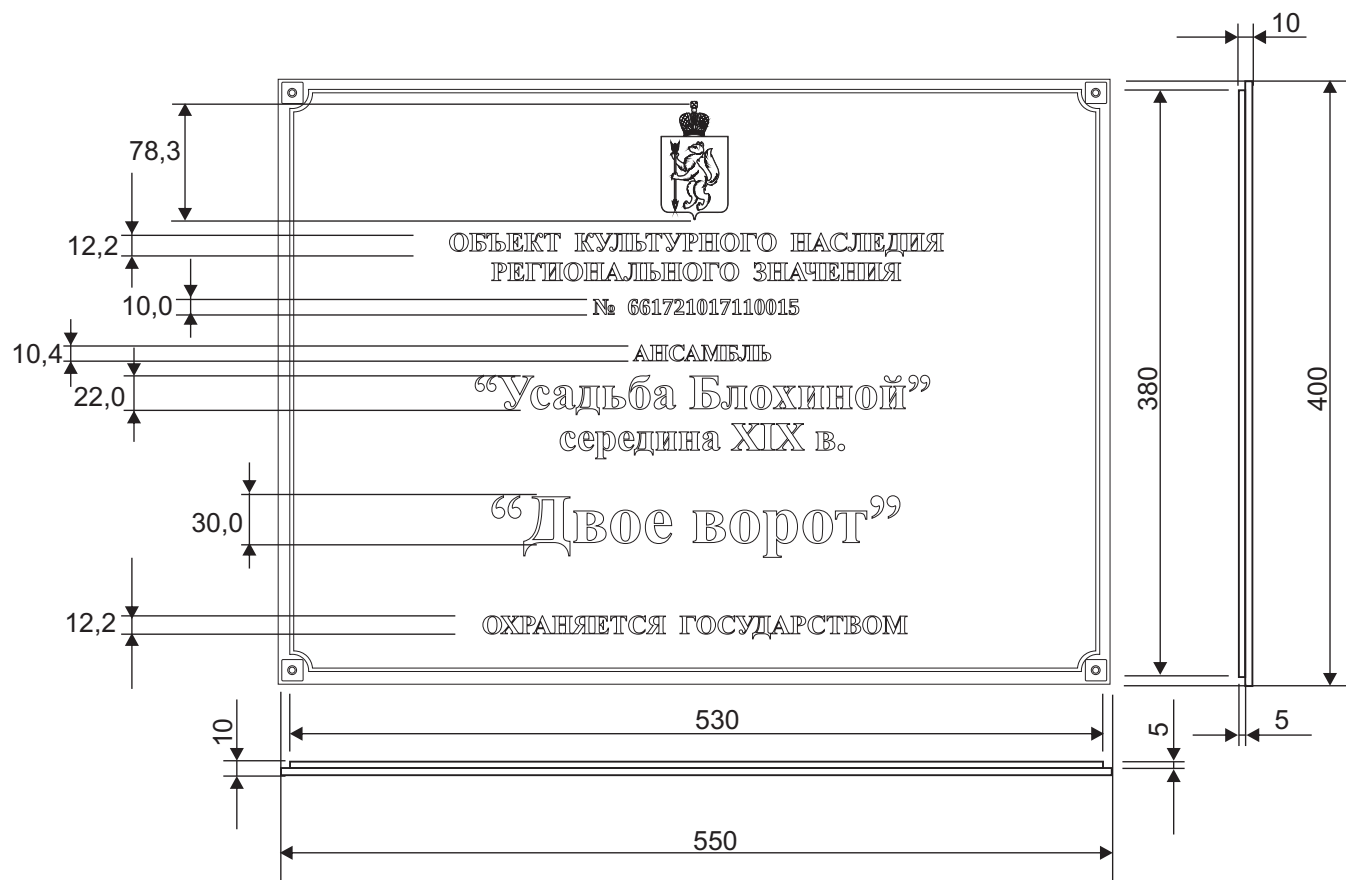 10
78,3
12,2
ОБЪЕКТ КУЛЬТУРНОГО НАСЛЕДИЯ
РЕГИОНАЛЬНОГО ЗНАЧЕНИЯ
10,0
№ 661721017110015
10,4
АНСАМБЛЬ
22,0
“Усадьба Блохиной”
середина XIX в.
380
400
30,0
“Двое ворот”
12,2
ОХРАНЯЕТСЯ ГОСУДАРСТВОМ
10
530
5
5
550